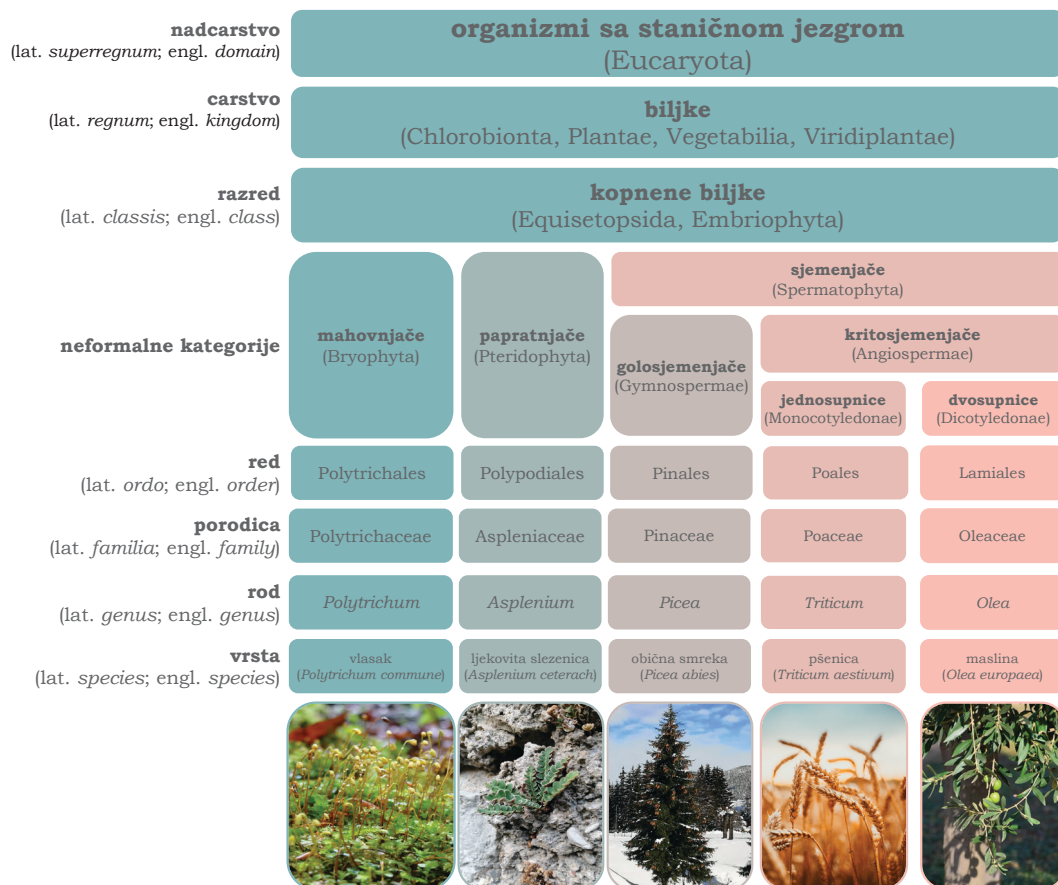 nadcarstvo
(lat. superregnum; engl. domain)
organizmi sa staničnom jezgrom
(Eucaryota)
carstvo
(lat. regnum; engl. kingdom)
biljke
(Chlorobionta, Plantae, Vegetabilia, Viridiplantae)
razred
(lat. classis; engl. class)
kopnene biljke
(Equisetopsida, Embriophyta)
neformalne kategorije
mahovnjače
(Bryophyta)
papratnjače
(Pteridophyta)
sjemenjače
(Spermatophyta)
golosjemenjače
(Gymnospermae)
kritosjemenjače
(Angiospermae)
jednosupnice
(Monocotyledonae)
dvosupnice
(Dicotyledonae)
red
(lat. ordo; engl. order)
Polytrichales
Polypodiales
Pinales
Poales
Lamiales
porodica
(lat. familia; engl. family)
Polytrichaceae
Aspleniaceae
Pinaceae
Poaceae
Oleaceae
rod
(lat. genus; engl. genus)
Polytrichum
Asplenium
Picea
Triticum
Olea
vrsta
(lat. species; engl. species)
vlasak
(Polytrichum commune)
ljekovita slezenica
(Asplenium ceterach)
obična smreka
(Picea abies)
pšenica
(Triticum aestivum)
maslina
(Olea europaea)